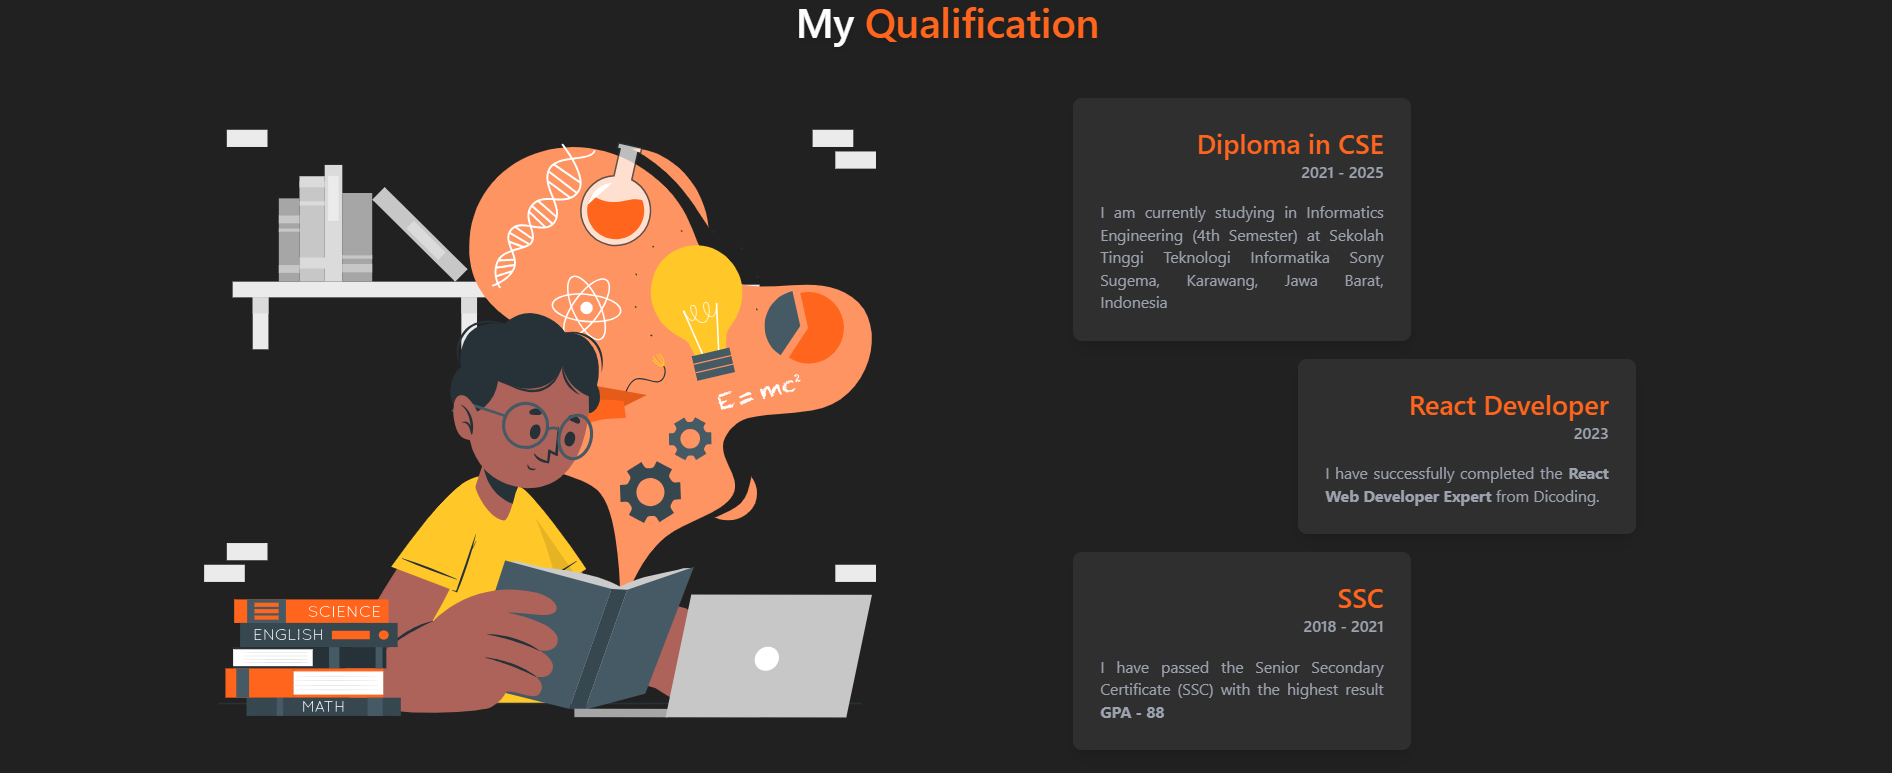 My Qualification
Diploma in CSE
2021 - 2025
I am currently studying in Informatics
Engineering (4th Semester) at Sekolah
Tinggi Teknologi Informatika Sony
Sugema, Karawang, Jawa Barat,
Indonesia
React Developer
2023
I have successfully completed the React
Web Developer Expert from Dicoding.
SSC
2018 - 2021
I have passed the Senior Secondary
Certificate (SSC) with the highest result
GPA - 88
E = mc²
SCIENCE
ENGLISH
MATH